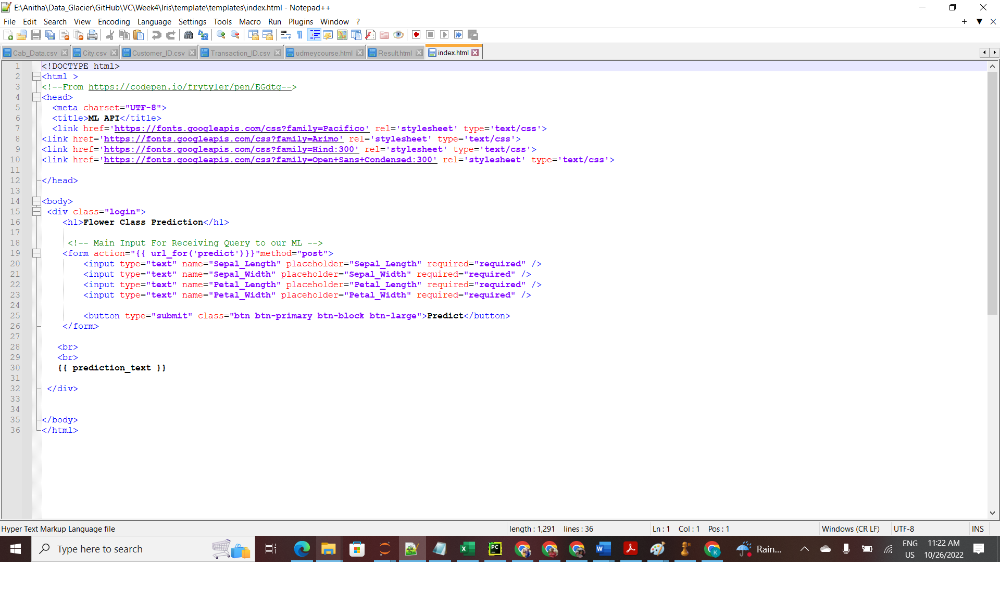 E:\Anitha\Data_Glacier\GitHub\VC\Week4\Iris\template\templates\index.html - Notepad++
File Edit Search View Encoding Language Settings Tools Macro Run Plugins Window ?
Cab_Data.csv City.csv Customer_ID.csv Transaction_ID.csv udmeycourse.html Result.html index.html
1 <!DOCTYPE html>
2 <html >
3 <!--From https://codepen.io/frytyler/pen/EGdtg-->
4 <head>
5 <meta charset="UTF-8">
6 <title>ML API</title>
7 <link href='https://fonts.googleapis.com/css?family=Pacifico' rel='stylesheet' type='text/css'>
8 <link href='https://fonts.googleapis.com/css?family=Arimo' rel='stylesheet' type='text/css'>
9 <link href='https://fonts.googleapis.com/css?family=Hind:300' rel='stylesheet' type='text/css'>
10 <link href='https://fonts.googleapis.com/css?family=Open+Sans+Condensed:300' rel='stylesheet' type='text/css'>
11
12 </head>
13
14 <body>
15 <div class="login">
16 <h1>Flower Class Prediction</h1>
17
18 <!-- Main Input For Receiving Query to our ML -->
19 <form action="{{ url_for('predict')}}"method="post">
20 <input type="text" name="Sepal_Length" placeholder="Sepal_Length" required="required" />
21 <input type="text" name="Sepal_Width" placeholder="Sepal_Width" required="required" />
22 <input type="text" name="Petal_Length" placeholder="Petal_Length" required="required" />
23 <input type="text" name="Petal_Width" placeholder="Petal_Width" required="required" />
24
25 <button type="submit" class="btn btn-primary btn-block btn-large">Predict</button>
26 </form>
27
28 <br>
29 <br>
30 {{ prediction_text }}
31
32 </div>
33
34
35 </body>
36 </html>
Hyper Text Markup Language file length : 1,291 lines : 36 Ln : 1 Col : 1 Pos : 1 Windows (CR LF) UTF-8 INS
Type here to search Rain... ENG US 11:22 AM 10/26/2022